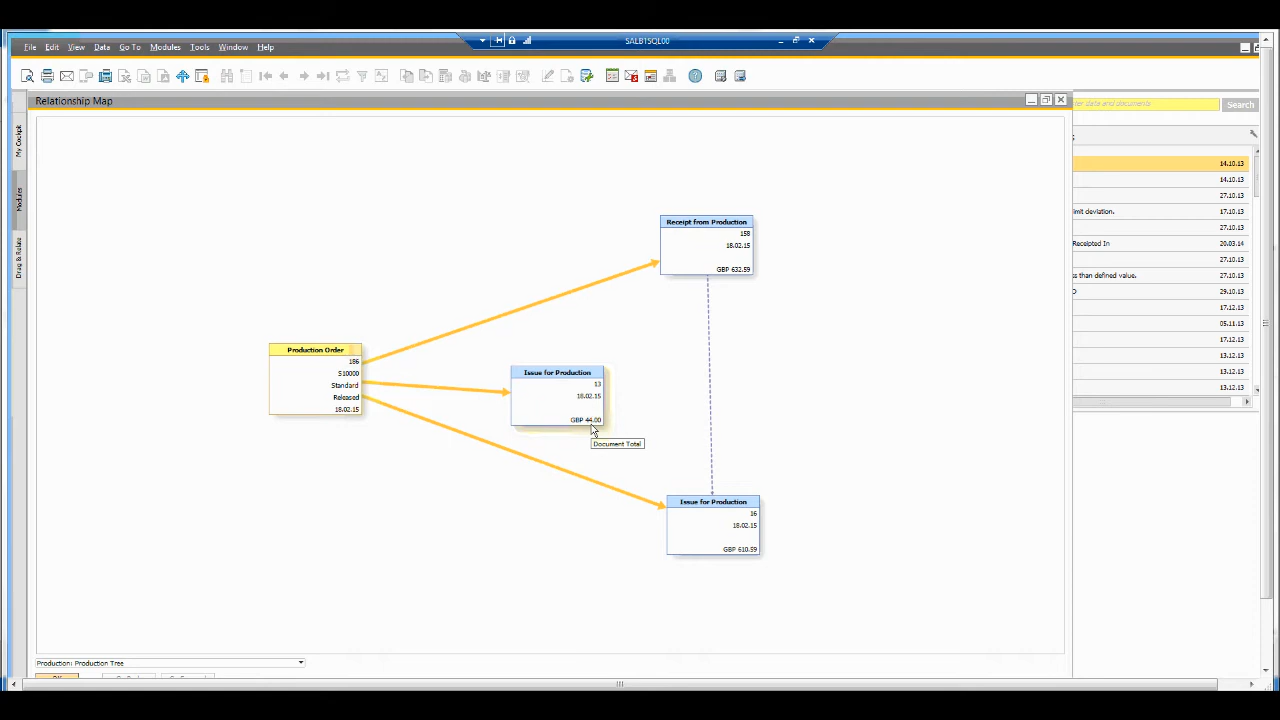 SALB1SQL00
File Edit View Data Go To Modules Tools Window Help
Relationship Map
Search
My Cockpit
Modules
Drag & Relate
Receipt from Production
158
18.02.15
GBP 632.59
Production Order
186
S10000
Standard
Released
18.02.15
Issue for Production
13
18.02.15
GBP 44.00
Document Total
Issue for Production
16
18.02.15
GBP 610.59
Production: Production Tree
14.10.13
14.10.13
27.10.13
imit deviation. 17.10.13
27.10.13
Receipted In 20.03.14
27.10.13
ss than defined value. 27.10.13
29.10.13
17.12.13
05.11.13
17.12.13
13.12.13
13.12.13
13.12.13